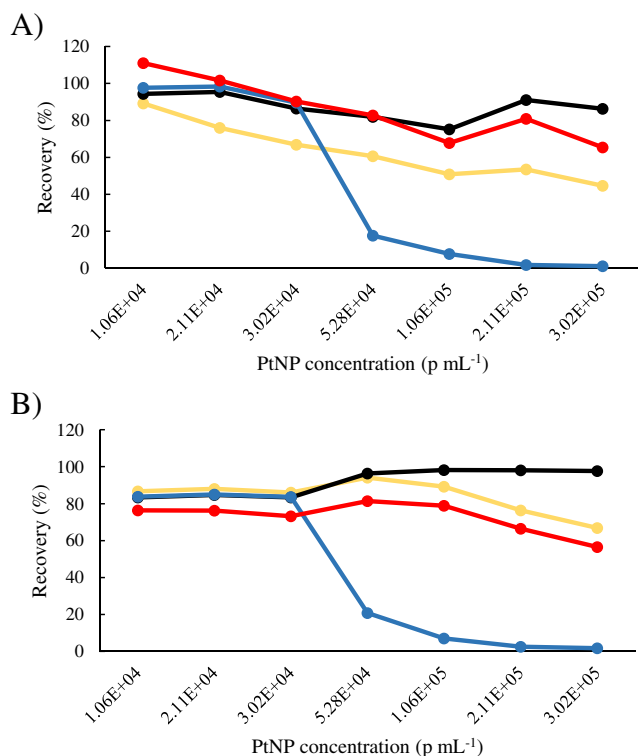 A)
120
100
80
60
40
20
0
Recovery (%)
1.06E+04
2.11E+04
3.02E+04
5.28E+04
1.06E+05
2.11E+05
3.02E+05
PtNP concentration (p mL⁻¹)
B)
120
100
80
60
40
20
0
Recovery (%)
1.06E+04
2.11E+04
3.02E+04
5.28E+04
1.06E+05
2.11E+05
3.02E+05
PtNP concentration (p mL⁻¹)